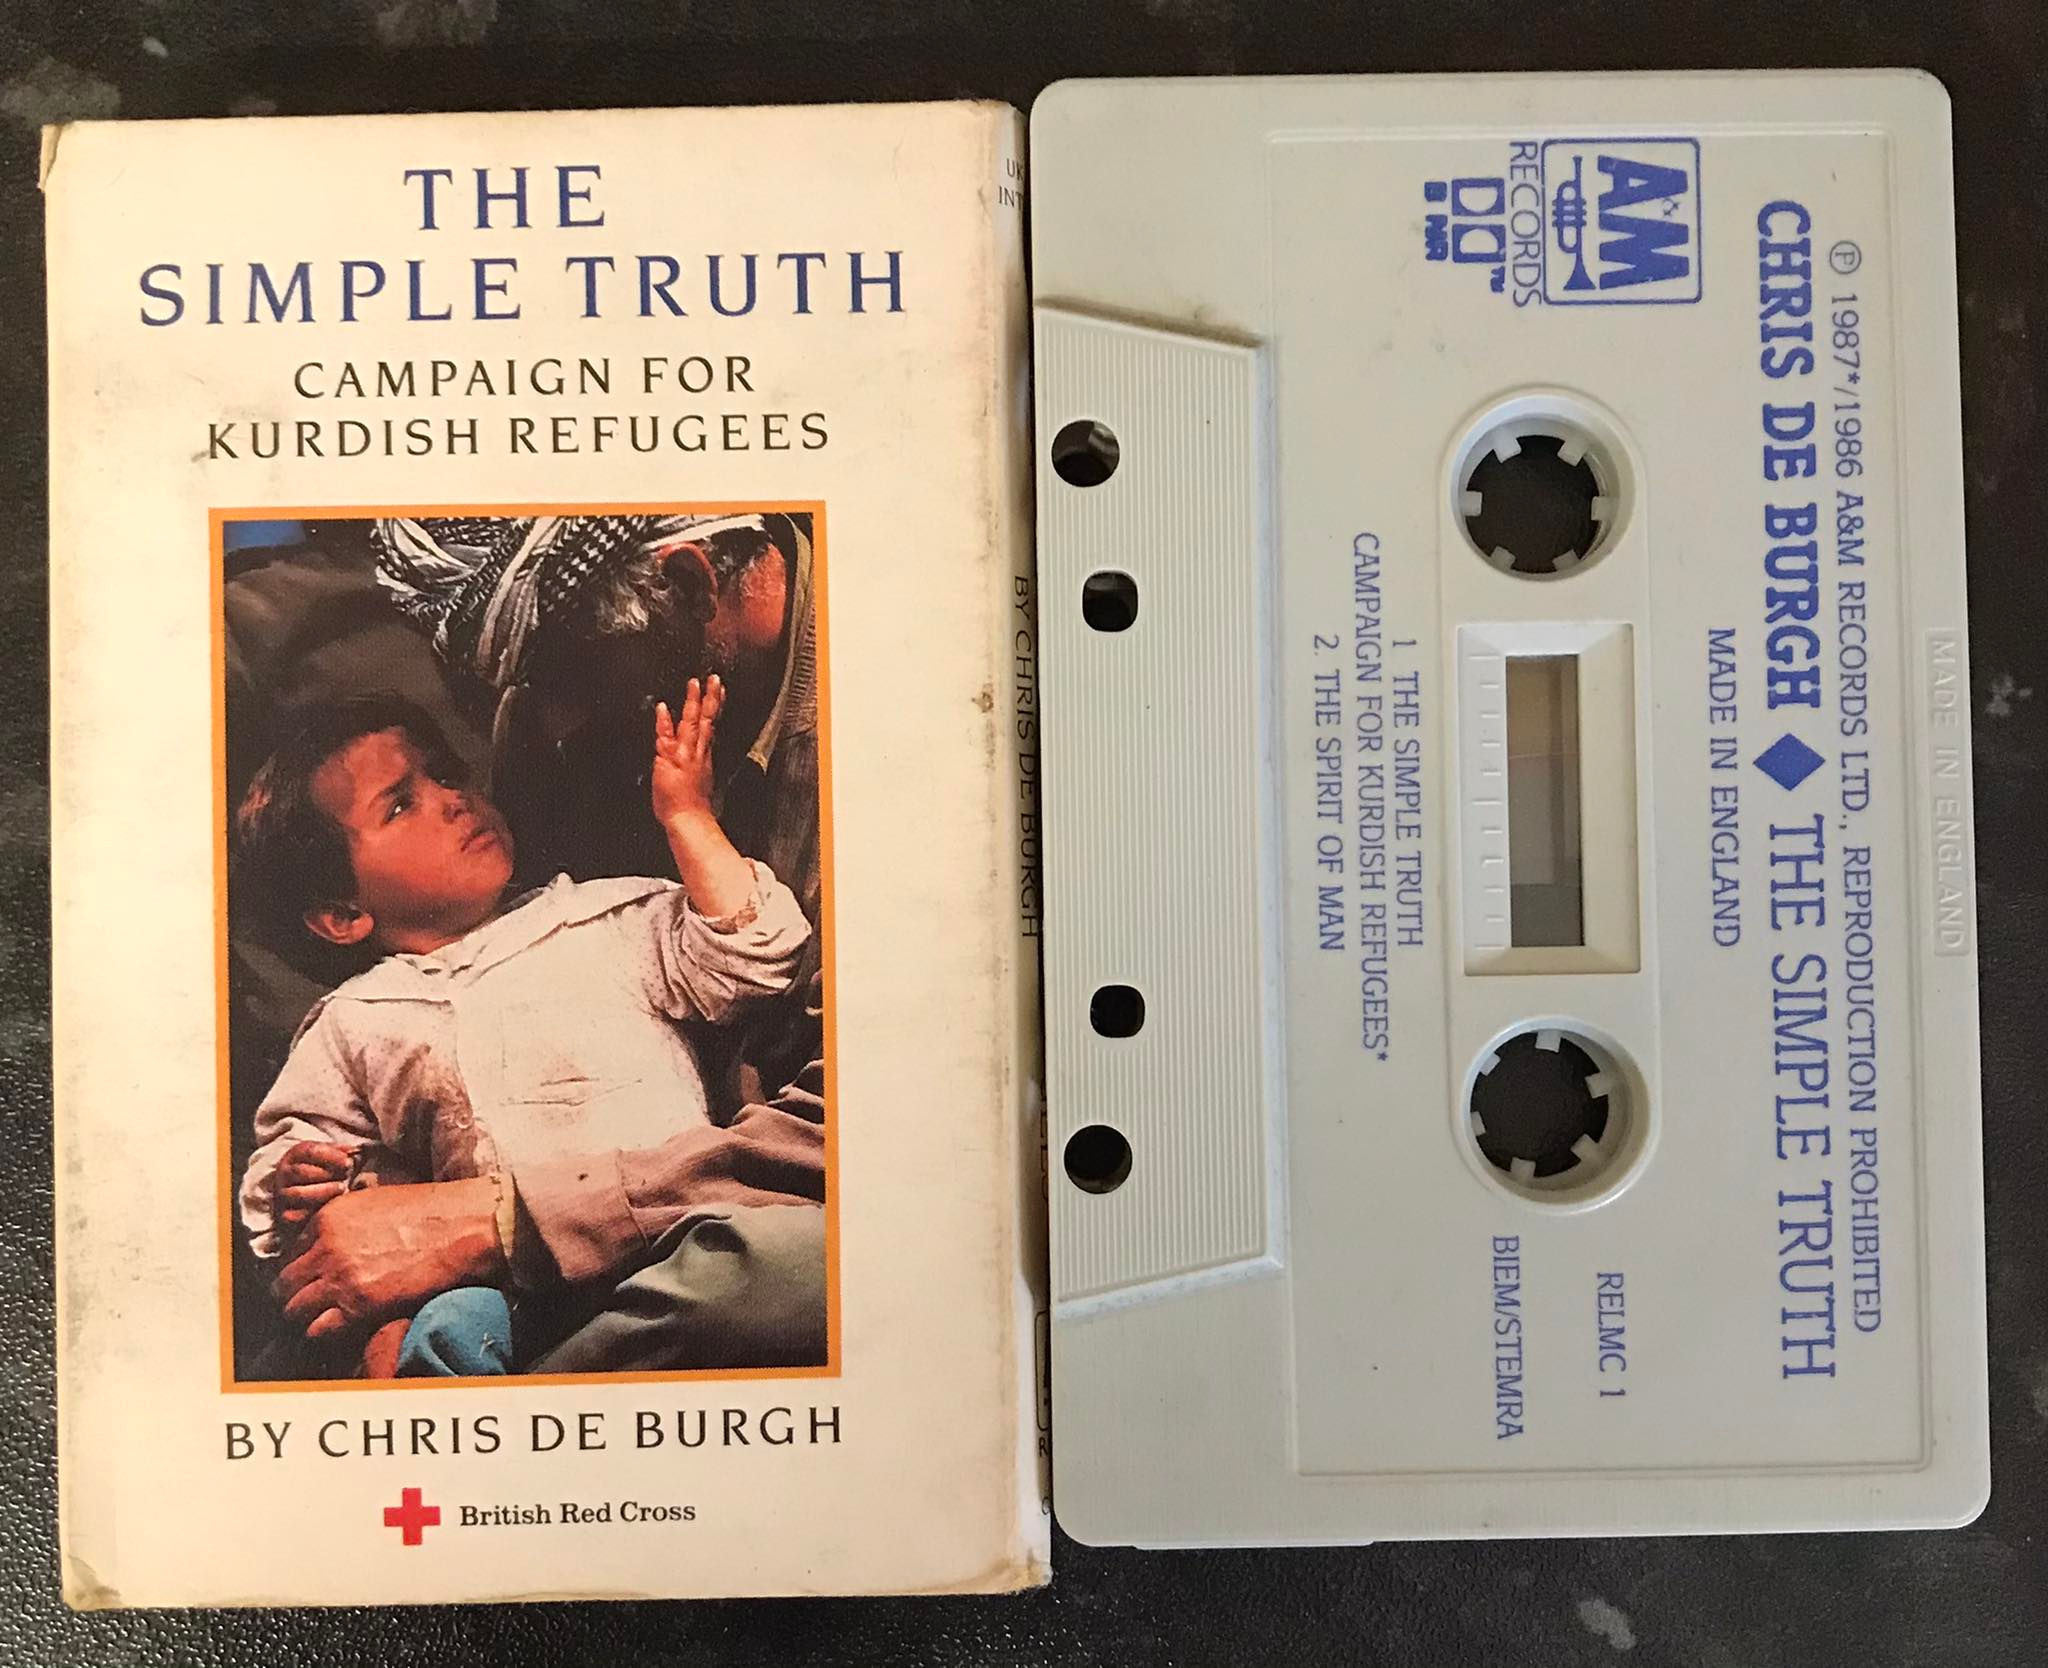 THE
SIMPLE TRUTH
CAMPAIGN FOR
KURDISH REFUGEES
BY CHRIS DE BURGH
British Red Cross
BY CHRIS DE BURGH
MADE IN ENGLAND
℗ 1987*/1986 A&M RECORDS LTD., REPRODUCTION PROHIBITED
CHRIS DE BURGH ◆ THE SIMPLE TRUTH
MADE IN ENGLAND
A&M
RECORDS
B NR
RELMC 1
BIEM/STEMRA
1 THE SIMPLE TRUTH
CAMPAIGN FOR KURDISH REFUGEES*
2. THE SPIRIT OF MAN